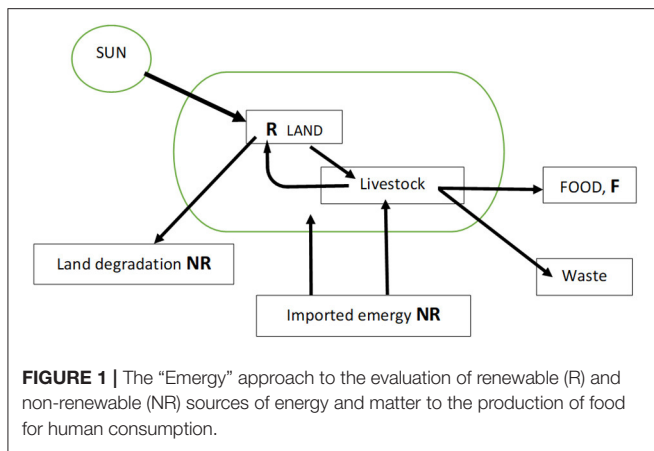 SUN
R LAND
Livestock
FOOD, F
Land degradation NR
Waste
Imported emergy NR
FIGURE 1 | The “Emergy” approach to the evaluation of renewable (R) and
non-renewable (NR) sources of energy and matter to the production of food
for human consumption.